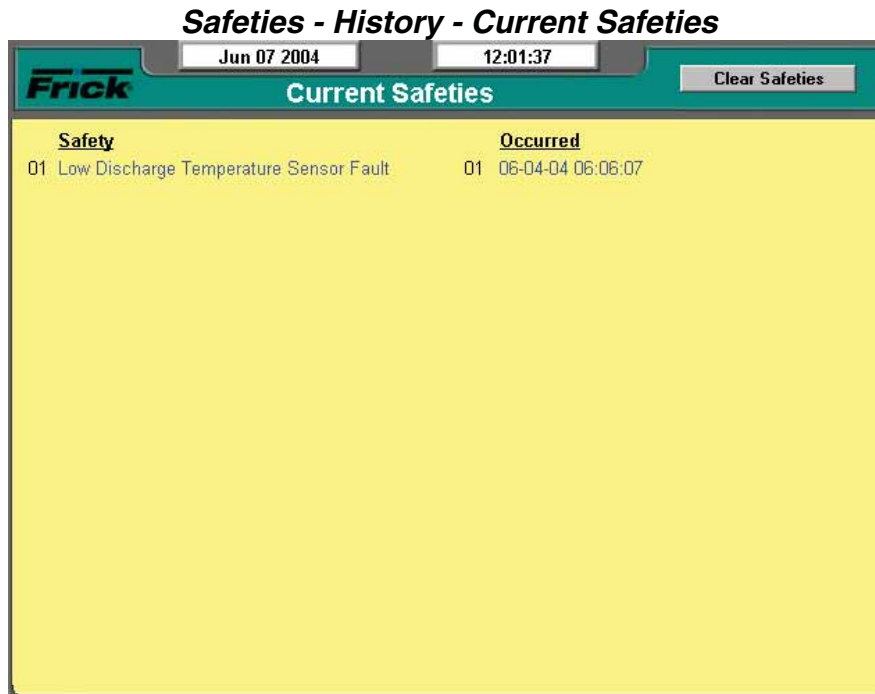 Safeties - History - Current Safeties
Jun 07 2004 12:01:37
Frick Current Safeties Clear Safeties
Safety Occurred
01 Low Discharge Temperature Sensor Fault 01 06-04-04 06:06:07